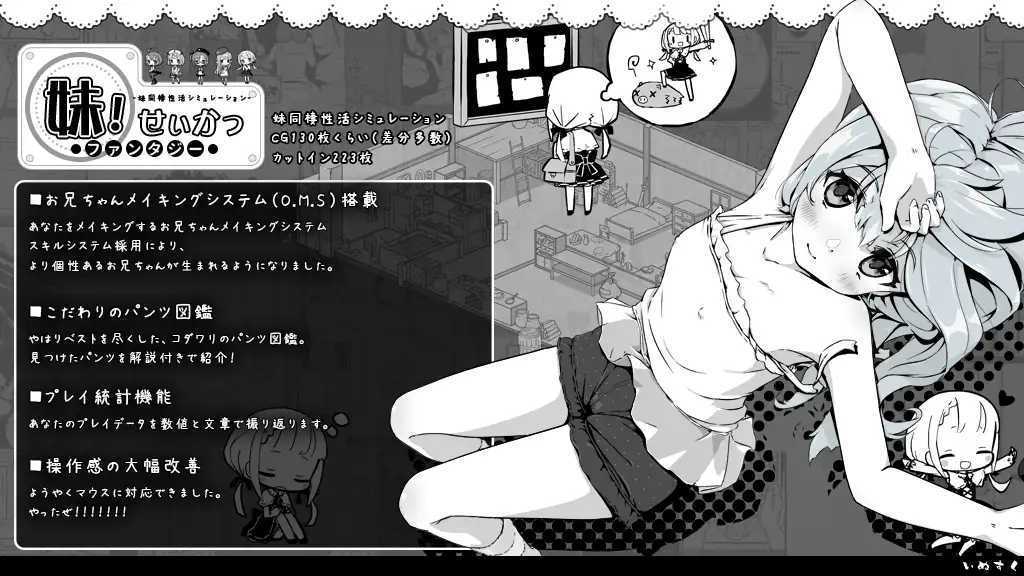 妹！
-妹同棲性活シミュレーション-
せいかつ
●ファンタジー●
妹同棲性活シミュレーション
CG130枚くらい(差分多数)
カットイン223枚
■お兄ちゃんメイキングシステム(O.M.S)搭載
あなたをメイキングするお兄ちゃんメイキングシステム
スキルシステム採用により、
より個性あるお兄ちゃんが生まれるようになりました。
■こだわりのパンツ図鑑
やはりベストを尽くした、コダワリのパンツ図鑑。
見つけたパンツを解説付きで紹介!
■プレイ統計機能
あなたのプレイデータを数値と文章で振り返ります。
■操作感の大幅改善
ようやくマウスに対応できました。
やったぜ!!!!!!!
いぬすく